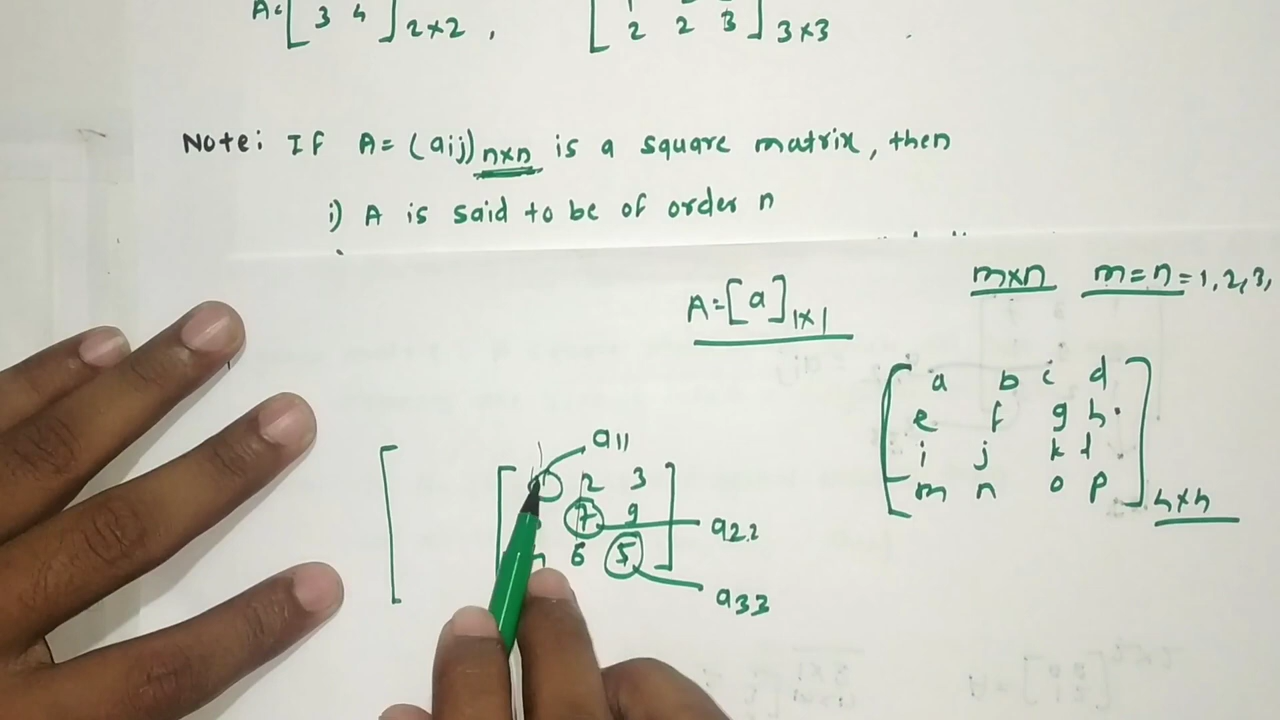 A= [ 3 4 ] 2×2 ,
[ 2 2 3 ] 3×3
Note: If A= (aij) n×n is a square matrix, then
i) A is said to be of order n
m×n m=n=1,2,3,
A=[a] 1×1
a b c d
e f g h
i j k l
m n o p
4×4
a11
2 3
7 9
6 5
a22
a33